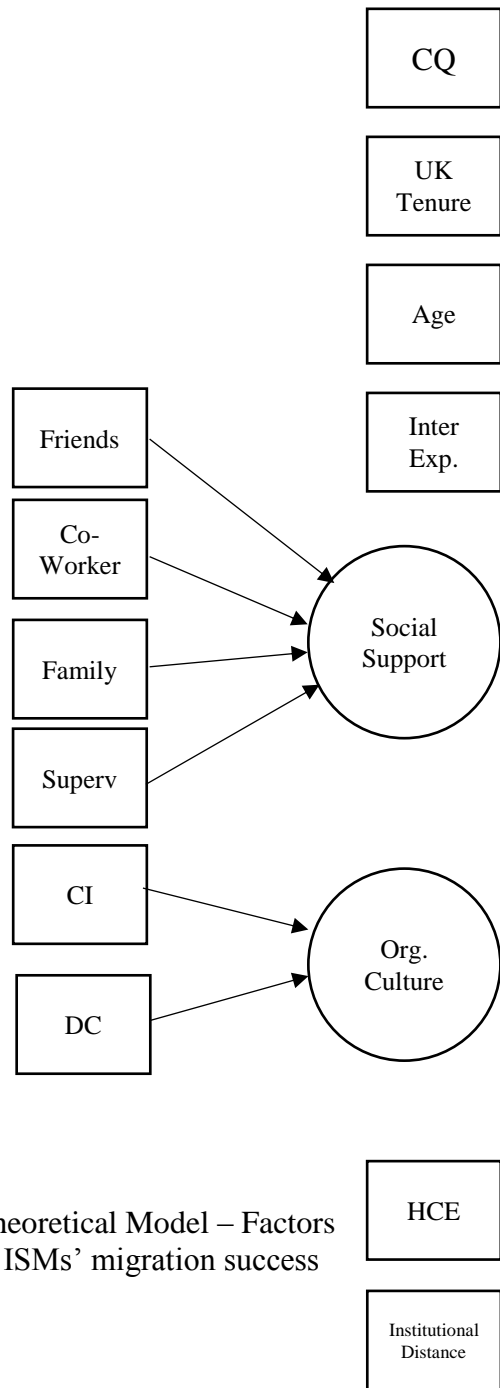 CQ
UK
Tenure
Age
Inter
Exp.
Friends
Co-
Worker
Family
Superv
Social
Support
CI
DC
Org.
Culture
heoretical Model – Factors
ISMs’ migration success
HCE
Institutional
Distance